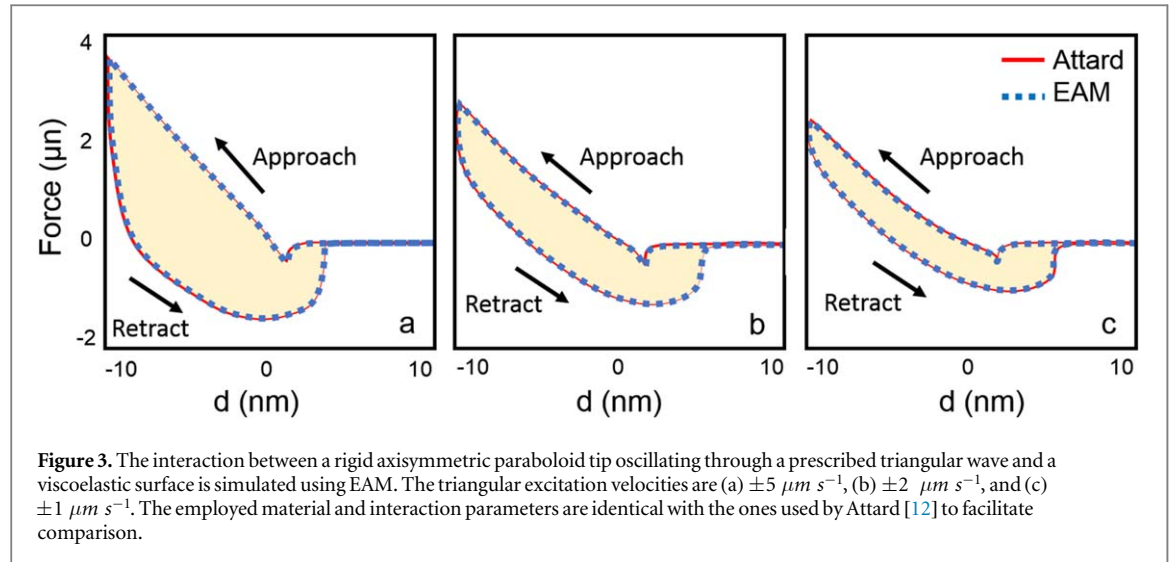 4
2
0
-2
Force (μn)
Approach
Retract
a
-10
0
10
d (nm)
Approach
Retract
b
-10
0
10
d (nm)
Attard
EAM
Approach
Retract
c
-10
0
10
d (nm)
Figure 3. The interaction between a rigid axisymmetric paraboloid tip oscillating through a prescribed triangular wave and a
viscoelastic surface is simulated using EAM. The triangular excitation velocities are (a) ±5 μm s⁻¹, (b) ±2 μm s⁻¹, and (c)
±1 μm s⁻¹. The employed material and interaction parameters are identical with the ones used by Attard [12] to facilitate
comparison.